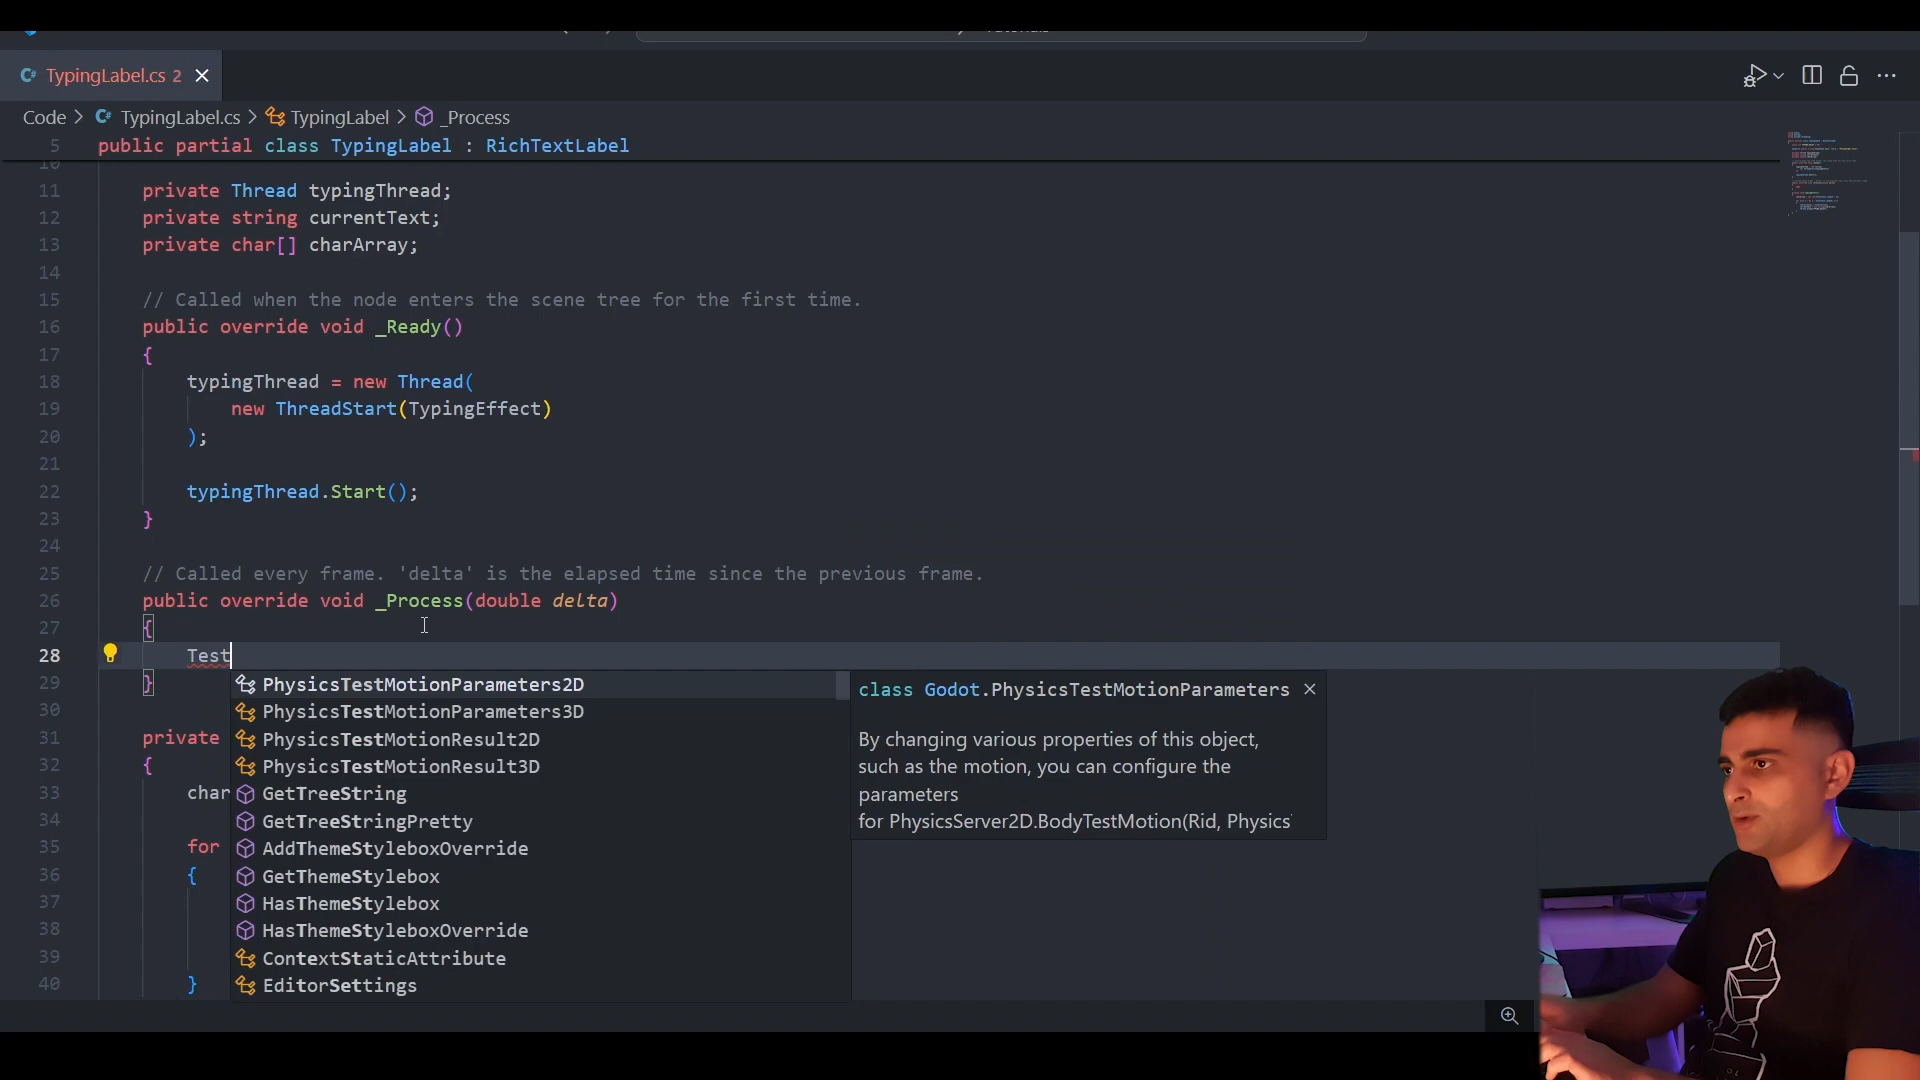 TypingLabel.cs 2
Code > TypingLabel.cs > TypingLabel > _Process
5 public partial class TypingLabel : RichTextLabel
10
11 private Thread typingThread;
12 private string currentText;
13 private char[] charArray;
14
15 // Called when the node enters the scene tree for the first time.
16 public override void _Ready()
17 {
18 typingThread = new Thread(
19 new ThreadStart(TypingEffect)
20 );
21
22 typingThread.Start();
23 }
24
25 // Called every frame. 'delta' is the elapsed time since the previous frame.
26 public override void _Process(double delta)
27 {
28 Test
29 }
30
31 private
32 {
33 char
34
35 for
36 {
37
38
39
40 }
PhysicsTestMotionParameters2D
PhysicsTestMotionParameters3D
PhysicsTestMotionResult2D
PhysicsTestMotionResult3D
GetTreeString
GetTreeStringPretty
AddThemeStyleboxOverride
GetThemeStylebox
HasThemeStylebox
HasThemeStyleboxOverride
ContextStaticAttribute
EditorSettings
class Godot.PhysicsTestMotionParameters
By changing various properties of this object,
such as the motion, you can configure the
parameters
for PhysicsServer2D.BodyTestMotion(Rid, Physics